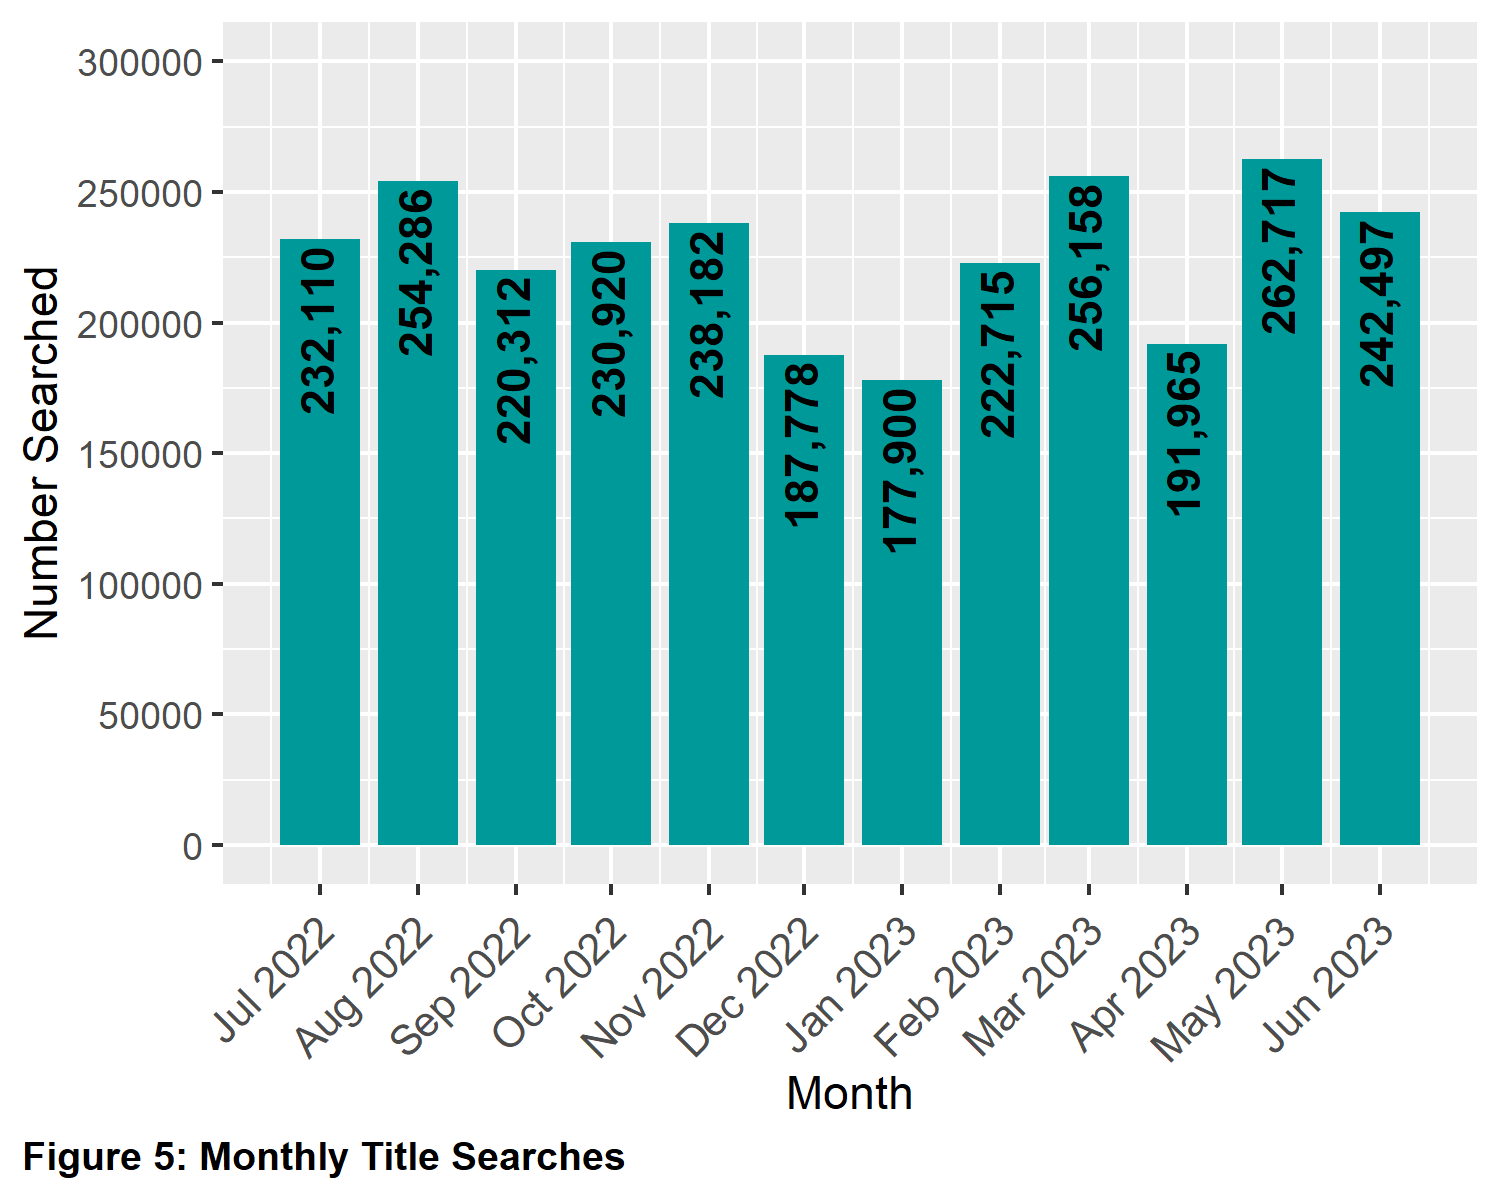 300000
250000
200000
150000
100000
50000
0
Number Searched
232,110
254,286
220,312
230,920
238,182
187,778
177,900
222,715
256,158
191,965
262,717
242,497
Jul 2022
Aug 2022
Sep 2022
Oct 2022
Nov 2022
Dec 2022
Jan 2023
Feb 2023
Mar 2023
Apr 2023
May 2023
Jun 2023
Month
Figure 5: Monthly Title Searches